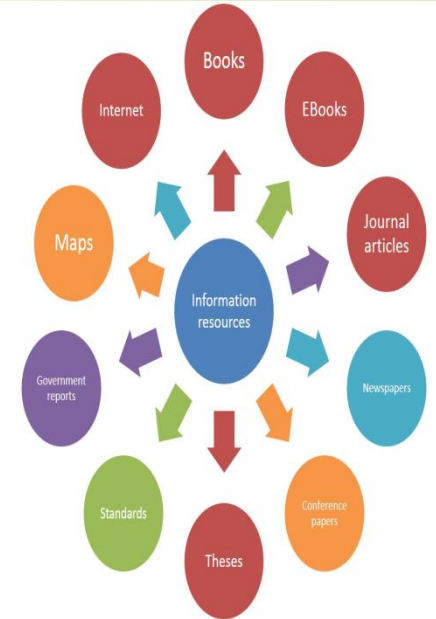 Books
EBooks
Journal
articles
Newspapers
Conference
papers
Theses
Standards
Government
reports
Maps
Internet
Information
resources